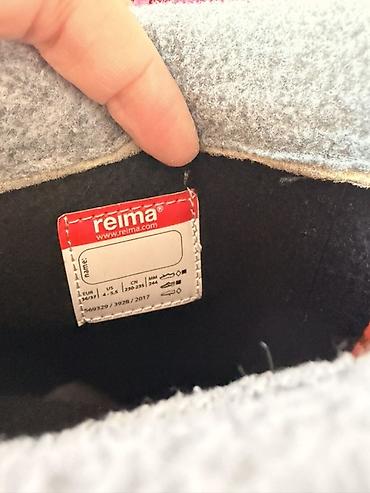 reima®
www.reima.com
name:
EUR US CN MM
36/37 4 - 5.5 230-235 244
569329 / 3928 / 2017